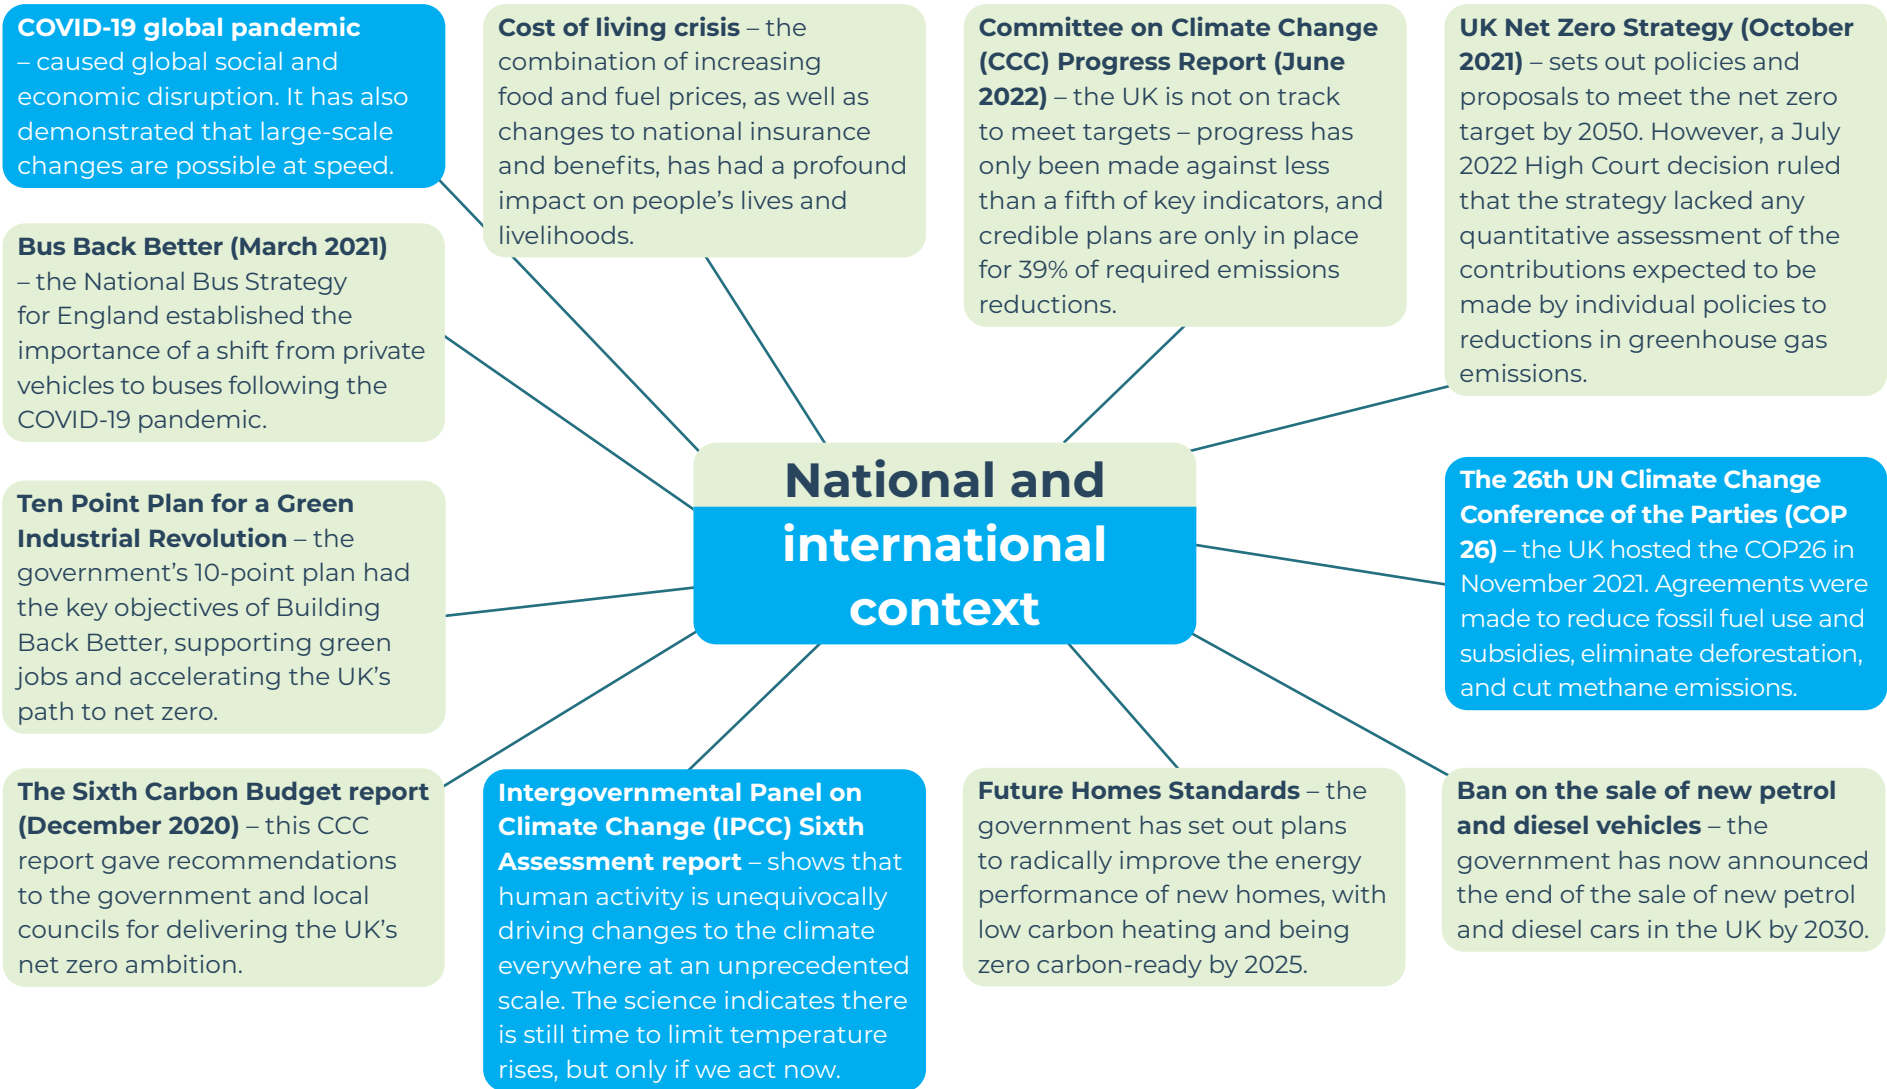 COVID-19 global pandemic
– caused global social and
economic disruption. It has also
demonstrated that large-scale
changes are possible at speed.
Cost of living crisis – the
combination of increasing
food and fuel prices, as well as
changes to national insurance
and benefits, has had a profound
impact on people’s lives and
livelihoods.
Committee on Climate Change
(CCC) Progress Report (June
2022) – the UK is not on track
to meet targets – progress has
only been made against less
than a fifth of key indicators, and
credible plans are only in place
for 39% of required emissions
reductions.
UK Net Zero Strategy (October
2021) – sets out policies and
proposals to meet the net zero
target by 2050. However, a July
2022 High Court decision ruled
that the strategy lacked any
quantitative assessment of the
contributions expected to be
made by individual policies to
reductions in greenhouse gas
emissions.
Bus Back Better (March 2021)
– the National Bus Strategy
for England established the
importance of a shift from private
vehicles to buses following the
COVID-19 pandemic.
National and
international
context
The 26th UN Climate Change
Conference of the Parties (COP
26) – the UK hosted the COP26 in
November 2021. Agreements were
made to reduce fossil fuel use and
subsidies, eliminate deforestation,
and cut methane emissions.
Ten Point Plan for a Green
Industrial Revolution – the
government’s 10-point plan had
the key objectives of Building
Back Better, supporting green
jobs and accelerating the UK’s
path to net zero.
The Sixth Carbon Budget report
(December 2020) – this CCC
report gave recommendations
to the government and local
councils for delivering the UK’s
net zero ambition.
Intergovernmental Panel on
Climate Change (IPCC) Sixth
Assessment report – shows that
human activity is unequivocally
driving changes to the climate
everywhere at an unprecedented
scale. The science indicates there
is still time to limit temperature
rises, but only if we act now.
Future Homes Standards – the
government has set out plans
to radically improve the energy
performance of new homes, with
low carbon heating and being
zero carbon-ready by 2025.
Ban on the sale of new petrol
and diesel vehicles – the
government has now announced
the end of the sale of new petrol
and diesel cars in the UK by 2030.